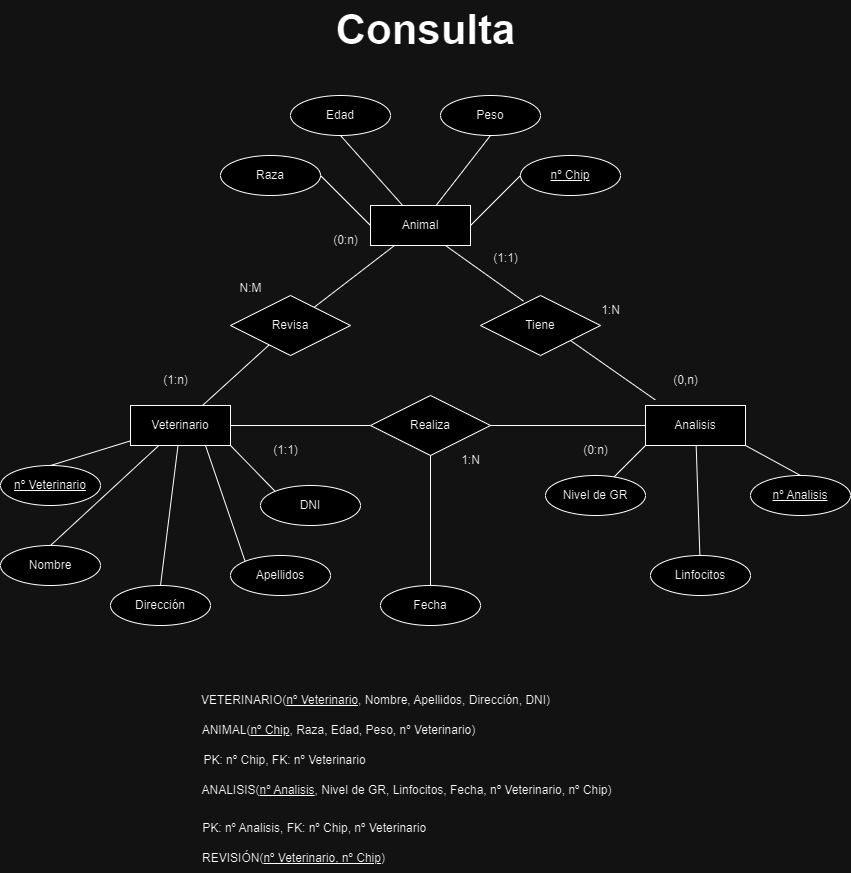 Consulta
Edad
Peso
Raza
nº Chip
Animal
(0:n)
(1:1)
N:M
1:N
Revisa
Tiene
(1:n)
(0,n)
Veterinario
Realiza
Analisis
(1:1)
1:N
(0:n)
nº Veterinario
DNI
Nivel de GR
nº Analisis
Nombre
Apellidos
Linfocitos
Dirección
Fecha
VETERINARIO(nº Veterinario, Nombre, Apellidos, Dirección, DNI)
ANIMAL(nº Chip, Raza, Edad, Peso, nº Veterinario)
PK: nº Chip, FK: nº Veterinario
ANALISIS(nº Analisis, Nivel de GR, Linfocitos, Fecha, nº Veterinario, nº Chip)
PK: nº Analisis, FK: nº Chip, nº Veterinario
REVISIÓN(nº Veterinario, nº Chip)